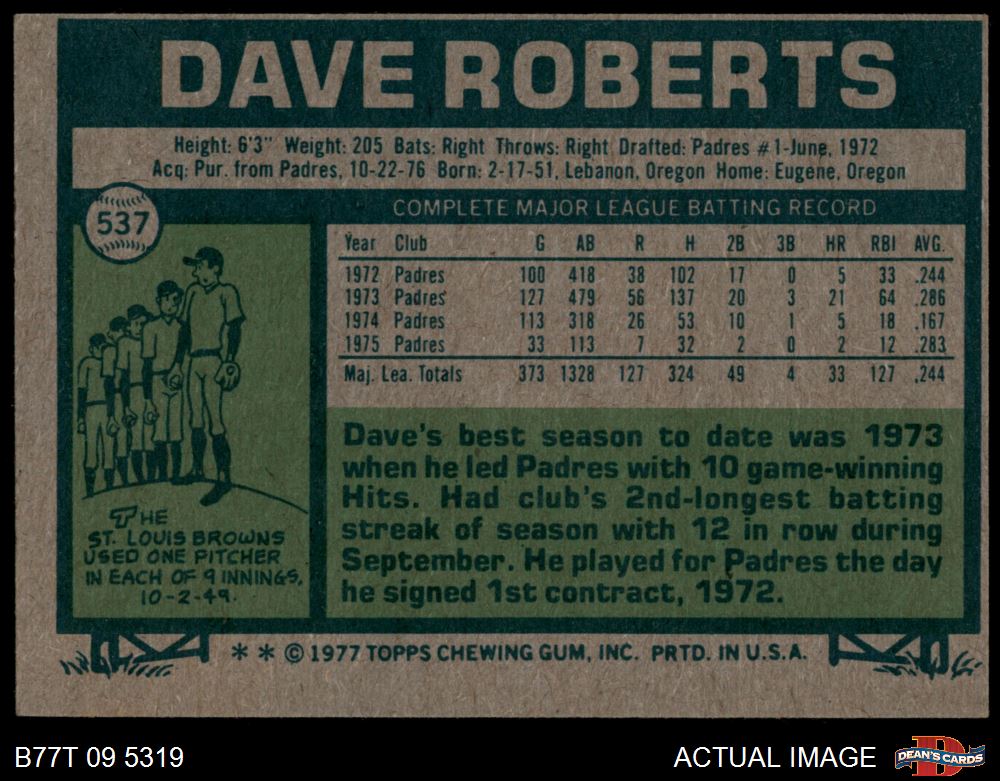 DAVE ROBERTS
Height: 6'3" Weight: 205 Bats: Right Throws: Right Drafted: Padres #1-June, 1972
Acq: Pur. from Padres, 10-22-76 Born: 2-17-51, Lebanon, Oregon Home: Eugene, Oregon
537
COMPLETE MAJOR LEAGUE BATTING RECORD
Year Club G AB R H 2B 3B HR RBI AVG.
1972 Padres 100 418 38 102 17 0 5 33 .244
1973 Padres 127 479 56 137 20 3 21 64 .286
1974 Padres 113 318 26 53 10 1 5 18 .167
1975 Padres 33 113 7 32 2 0 2 12 .283
Maj. Lea. Totals 373 1328 127 324 49 4 33 127 .244
THE
ST. LOUIS BROWNS
USED ONE PITCHER
IN EACH OF 9 INNINGS,
10-2-49.
Dave's best season to date was 1973
when he led Padres with 10 game-winning
Hits. Had club's 2nd-longest batting
streak of season with 12 in row during
September. He played for Padres the day
he signed 1st contract, 1972.
* * © 1977 TOPPS CHEWING GUM, INC. PRTD. IN U.S.A.
B77T 09 5319
ACTUAL IMAGE
D
DEAN'S CARDS